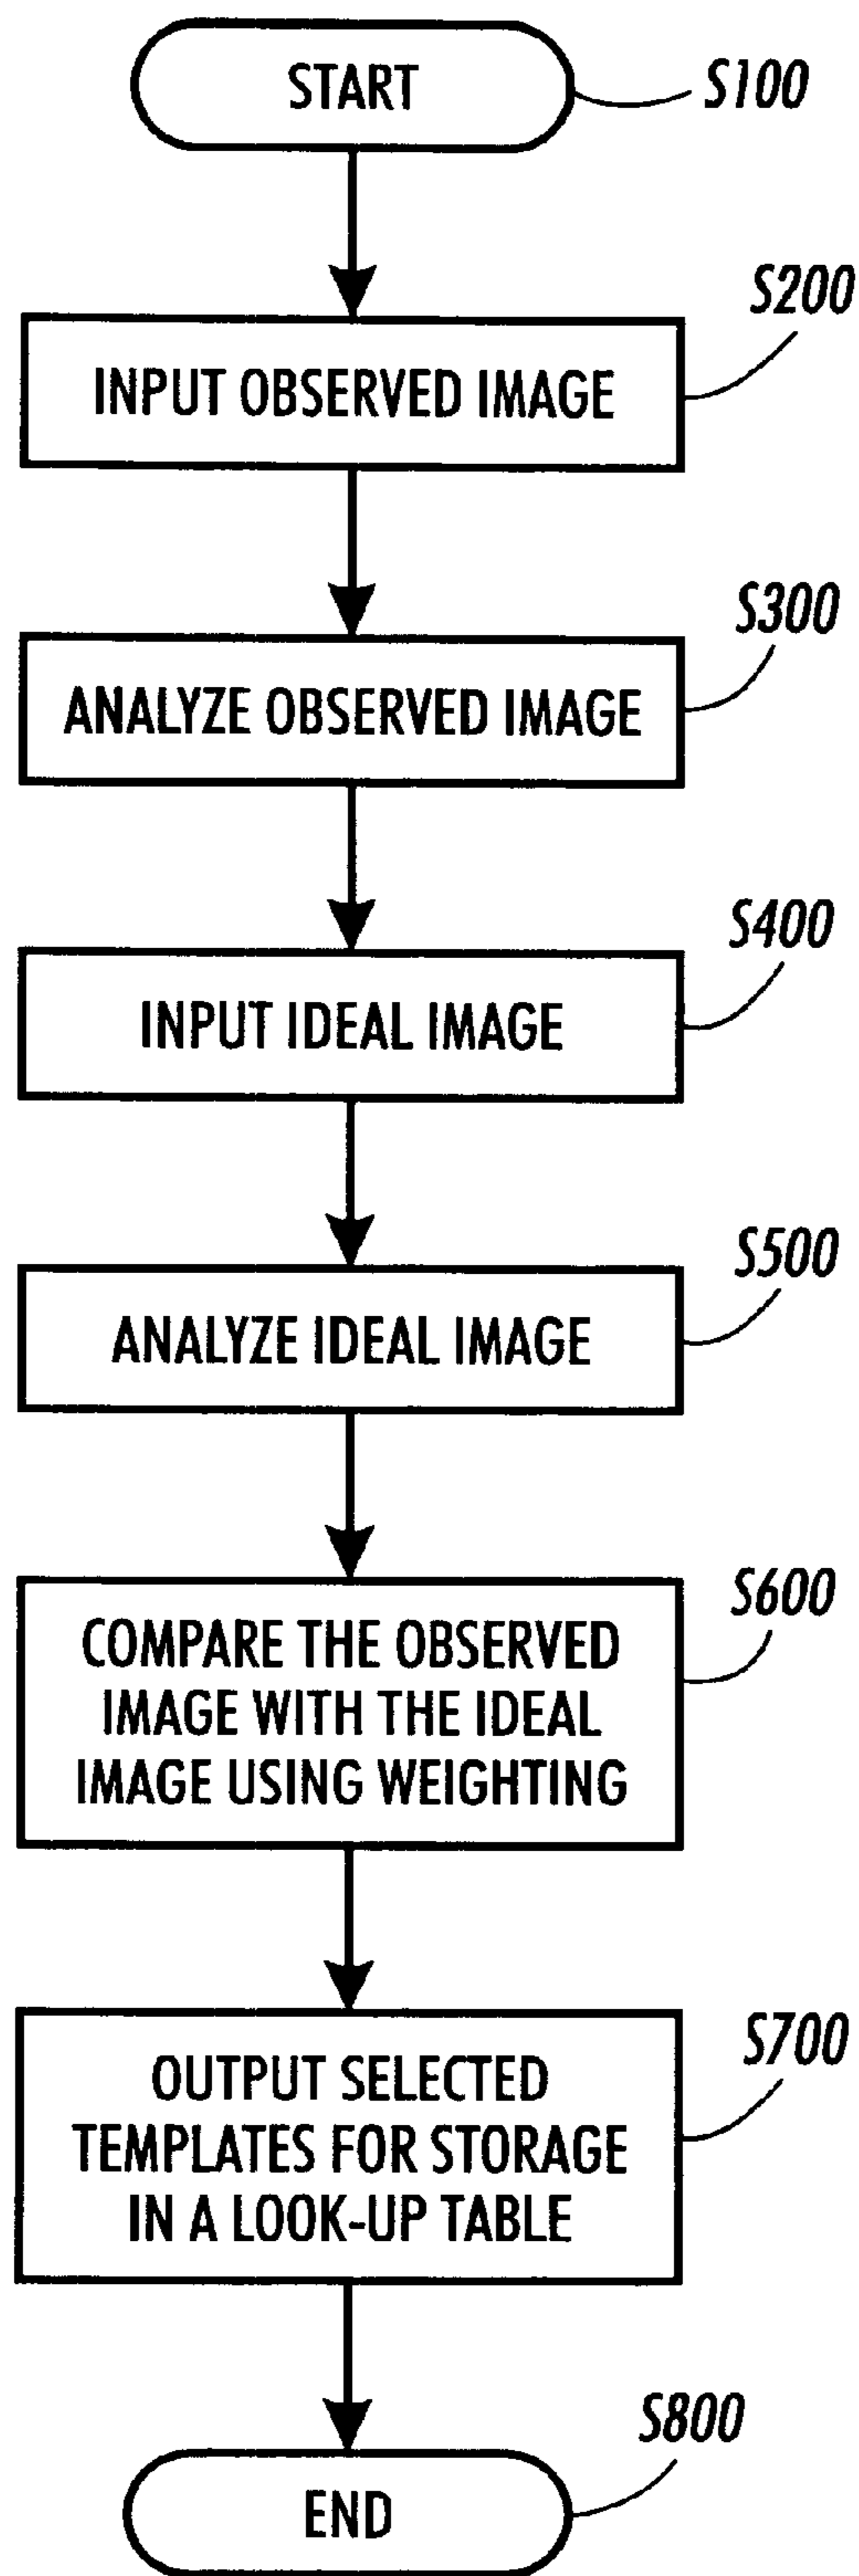 START
S100
S200
INPUT OBSERVED IMAGE
S300
ANALYZE OBSERVED IMAGE
S400
INPUT IDEAL IMAGE
S500
ANALYZE IDEAL IMAGE
S600
COMPARE THE OBSERVED
IMAGE WITH THE IDEAL
IMAGE USING WEIGHTING
S700
OUTPUT SELECTED
TEMPLATES FOR STORAGE
IN A LOOK-UP TABLE
S800
END